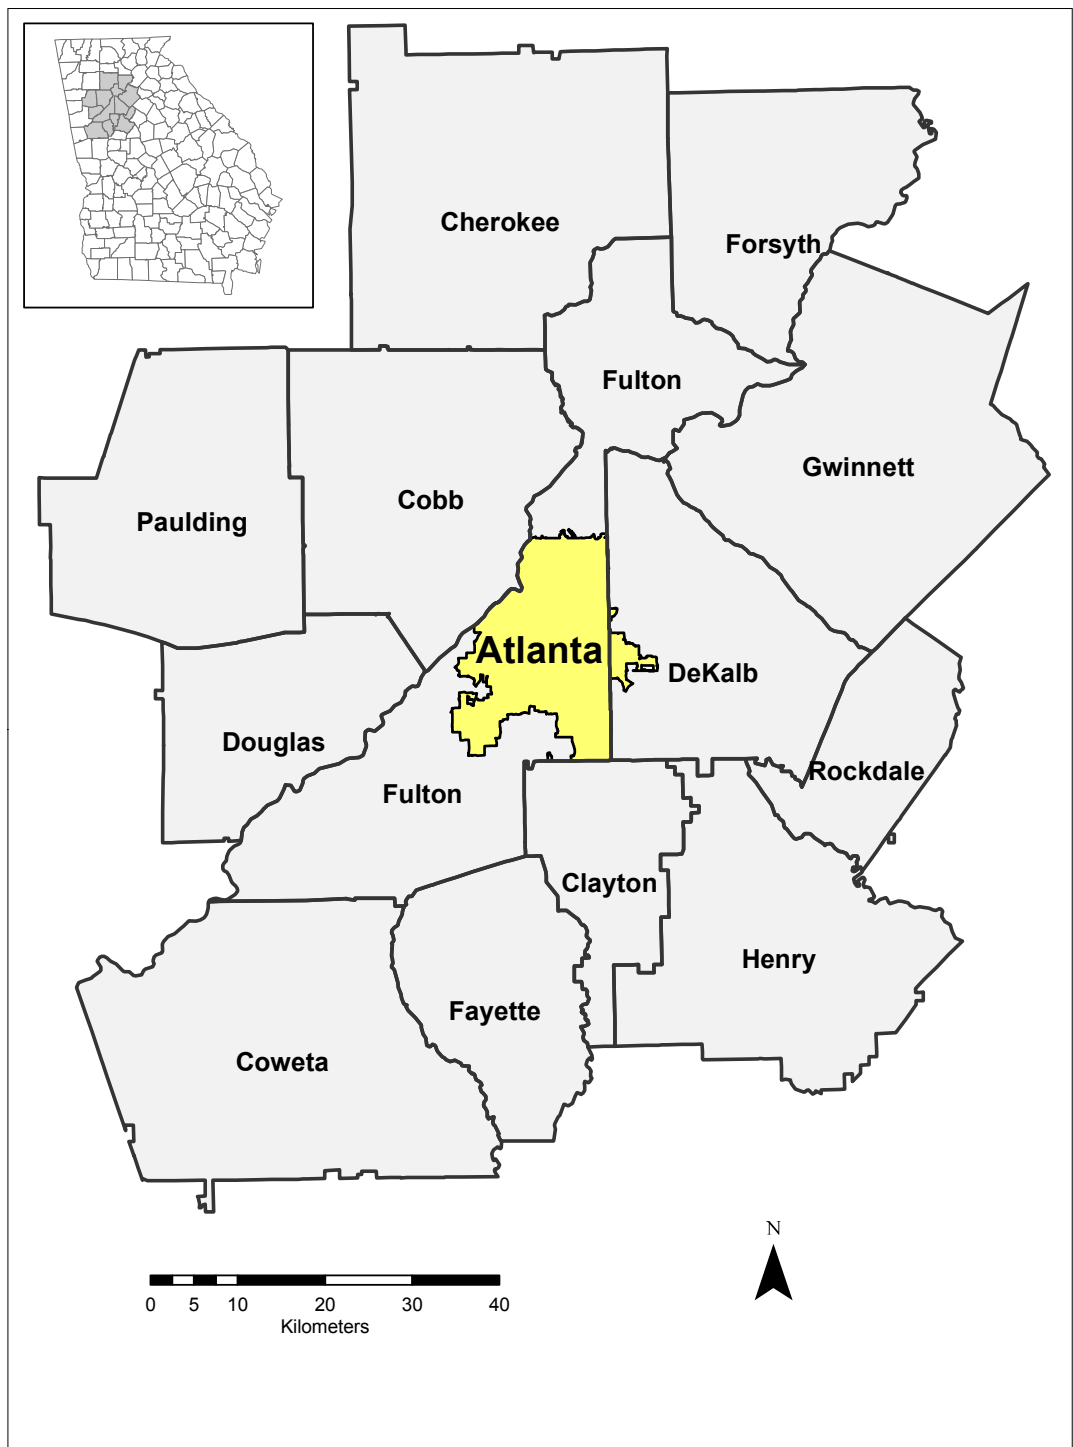 Cherokee
Forsyth
Fulton
Gwinnett
Cobb
Paulding
Atlanta
DeKalb
Douglas
Rockdale
Fulton
Clayton
Henry
Fayette
Coweta
N
0 5 10 20 30 40
Kilometers